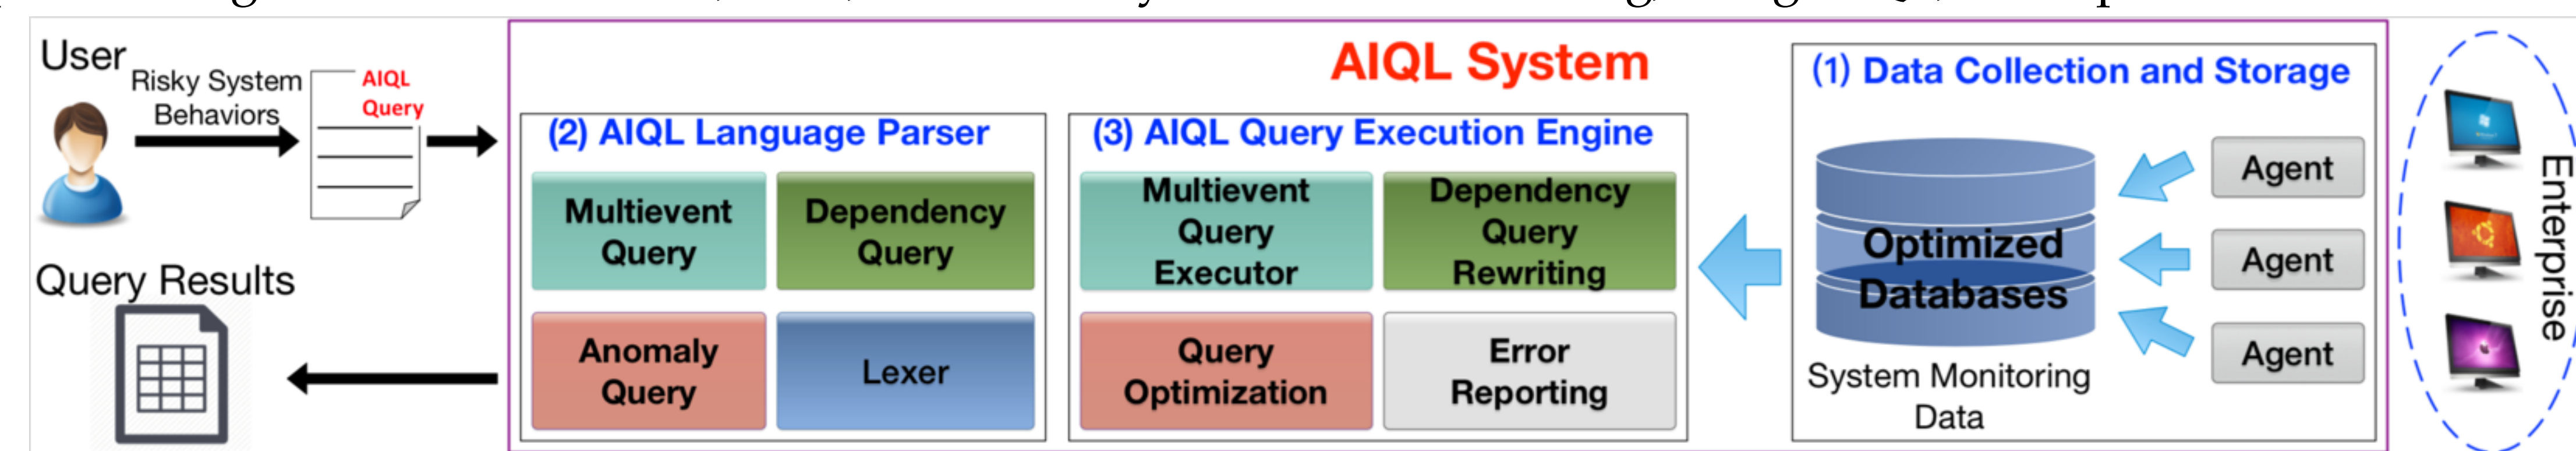 User
Risky System
Behaviors
AIQL
Query
Query Results
AIQL System
(2) AIQL Language Parser
Multievent
Query
Dependency
Query
Anomaly
Query
Lexer
(3) AIQL Query Execution Engine
Multievent
Query
Executor
Dependency
Query
Rewriting
Query
Optimization
Error
Reporting
(1) Data Collection and Storage
Optimized
Databases
System Monitoring
Data
Agent
Agent
Agent
Enterprise